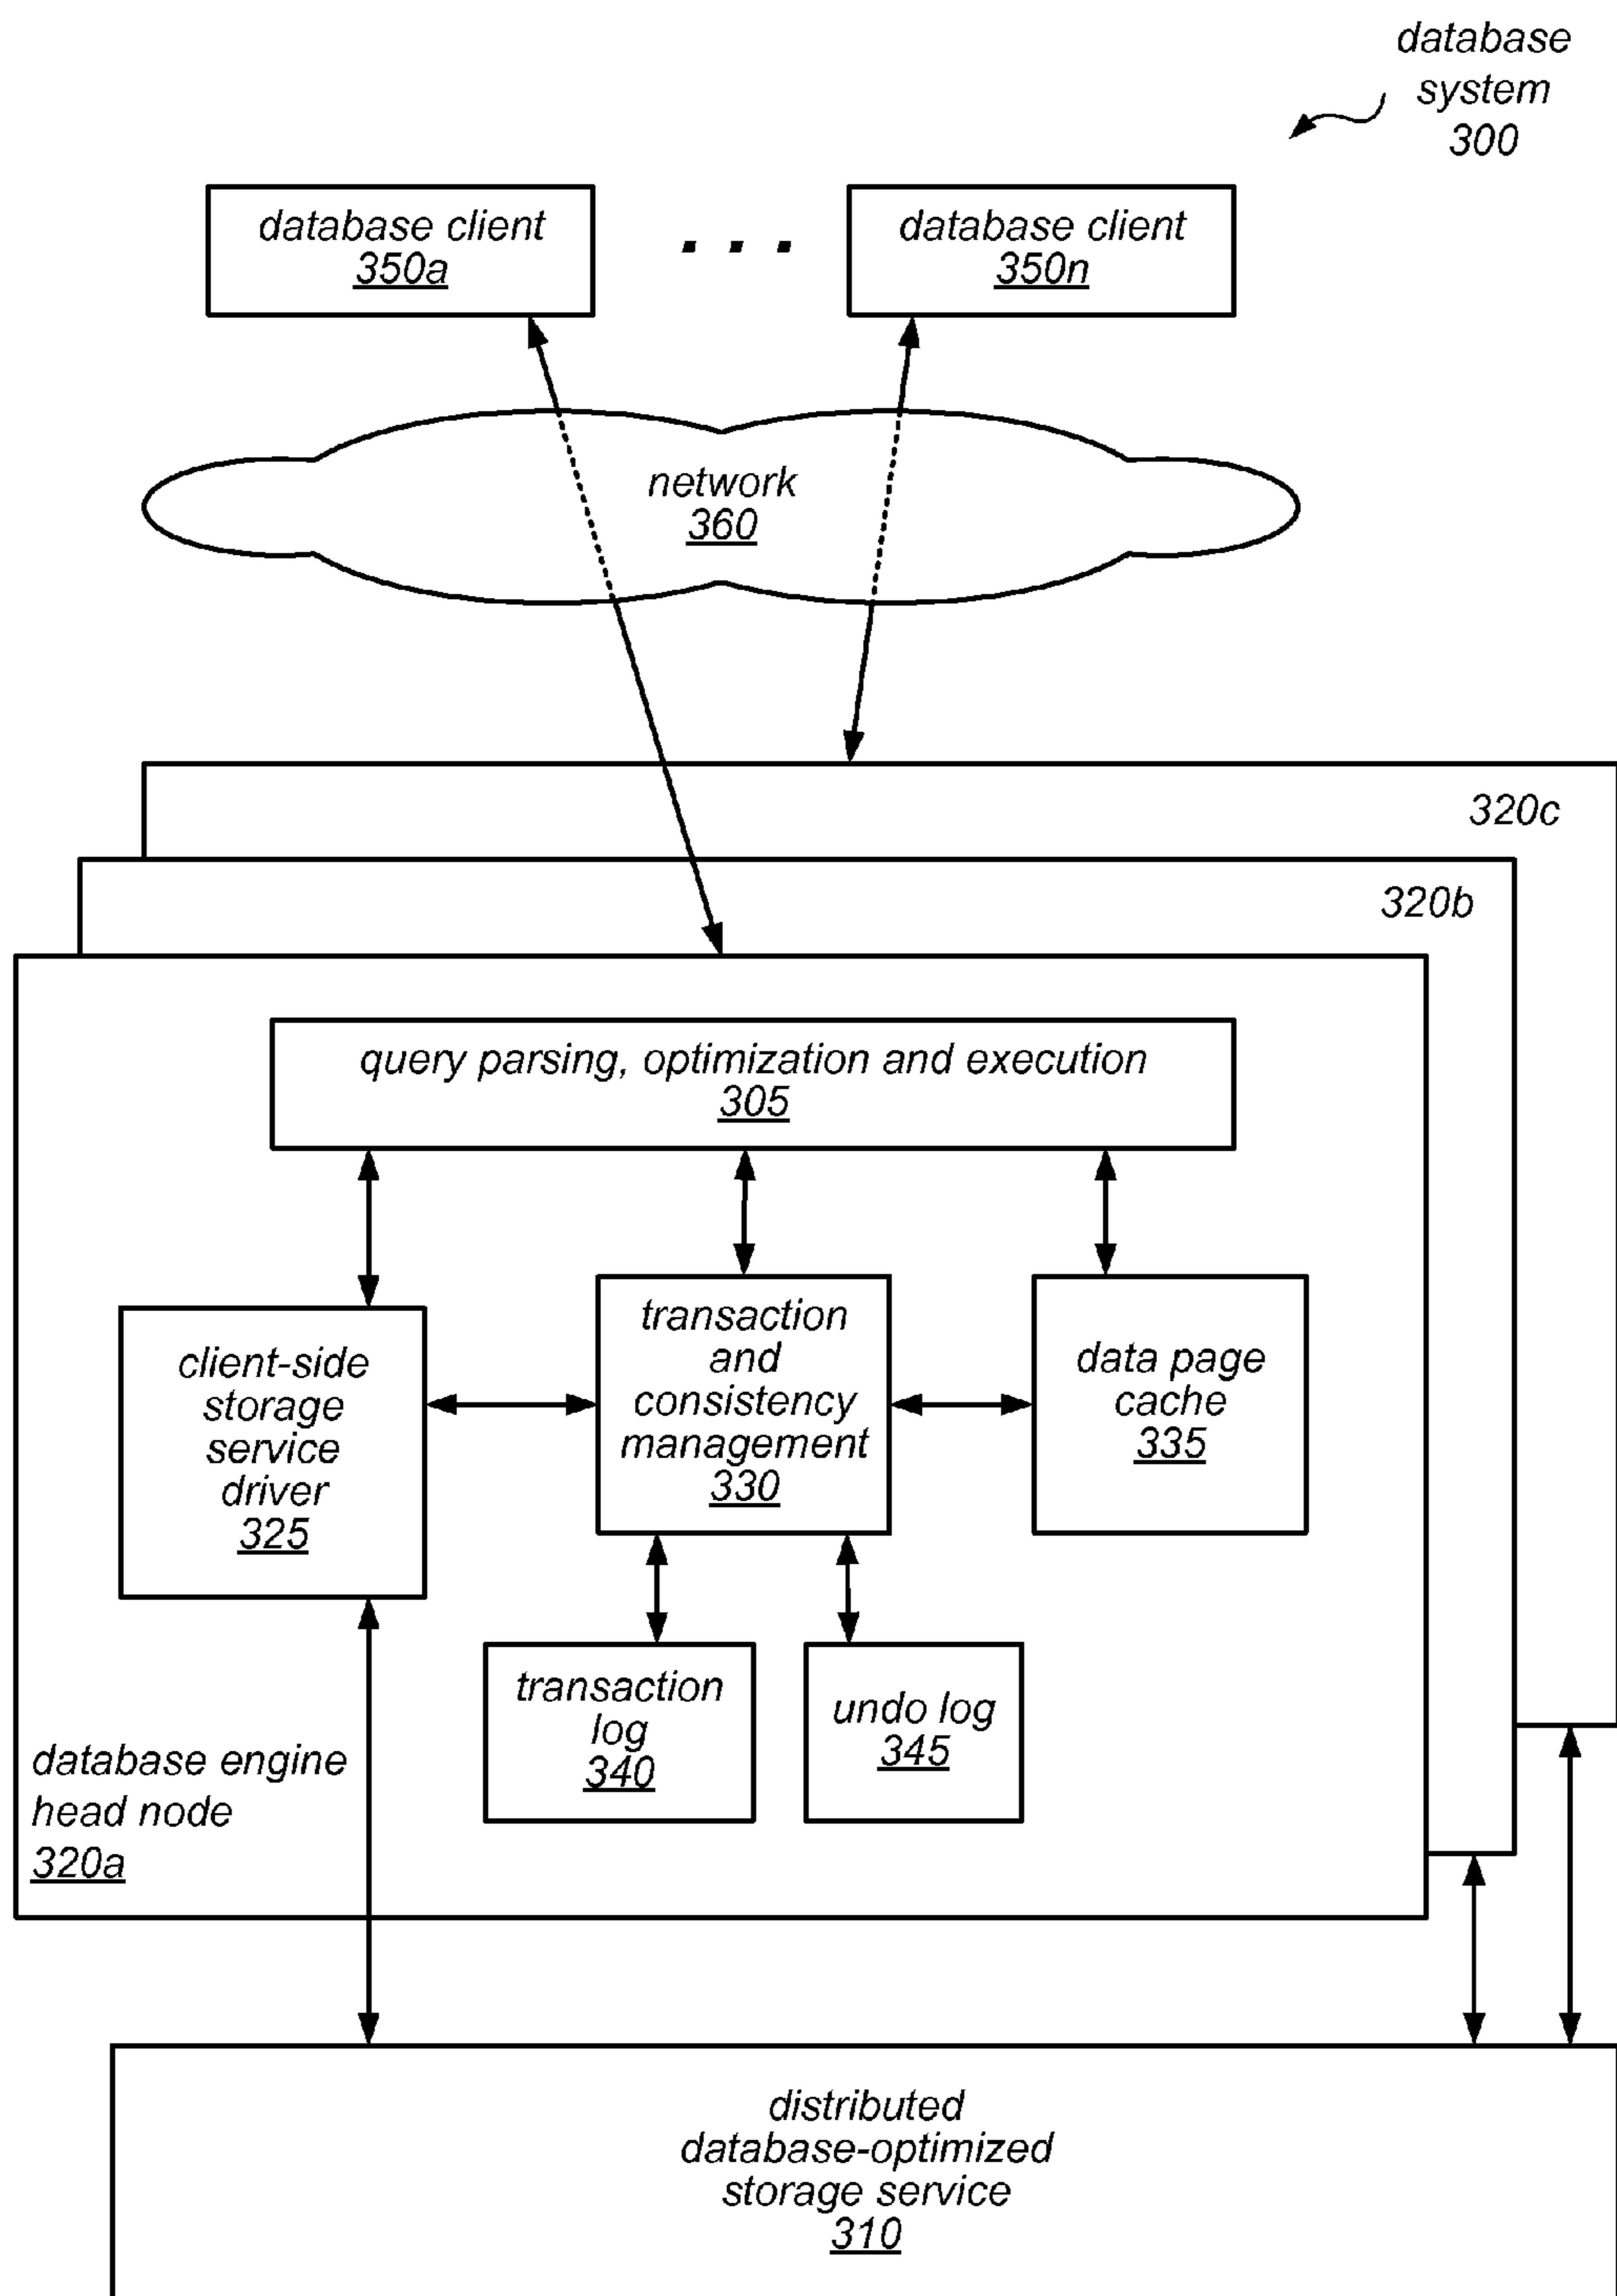 database
system
300
database client
350a
. . .
database client
350n
network
360
320c
320b
query parsing, optimization and execution
305
client-side
storage
service
driver
325
transaction
and
consistency
management
330
data page
cache
335
transaction
log
340
undo log
345
database engine
head node
320a
distributed
database-optimized
storage service
310